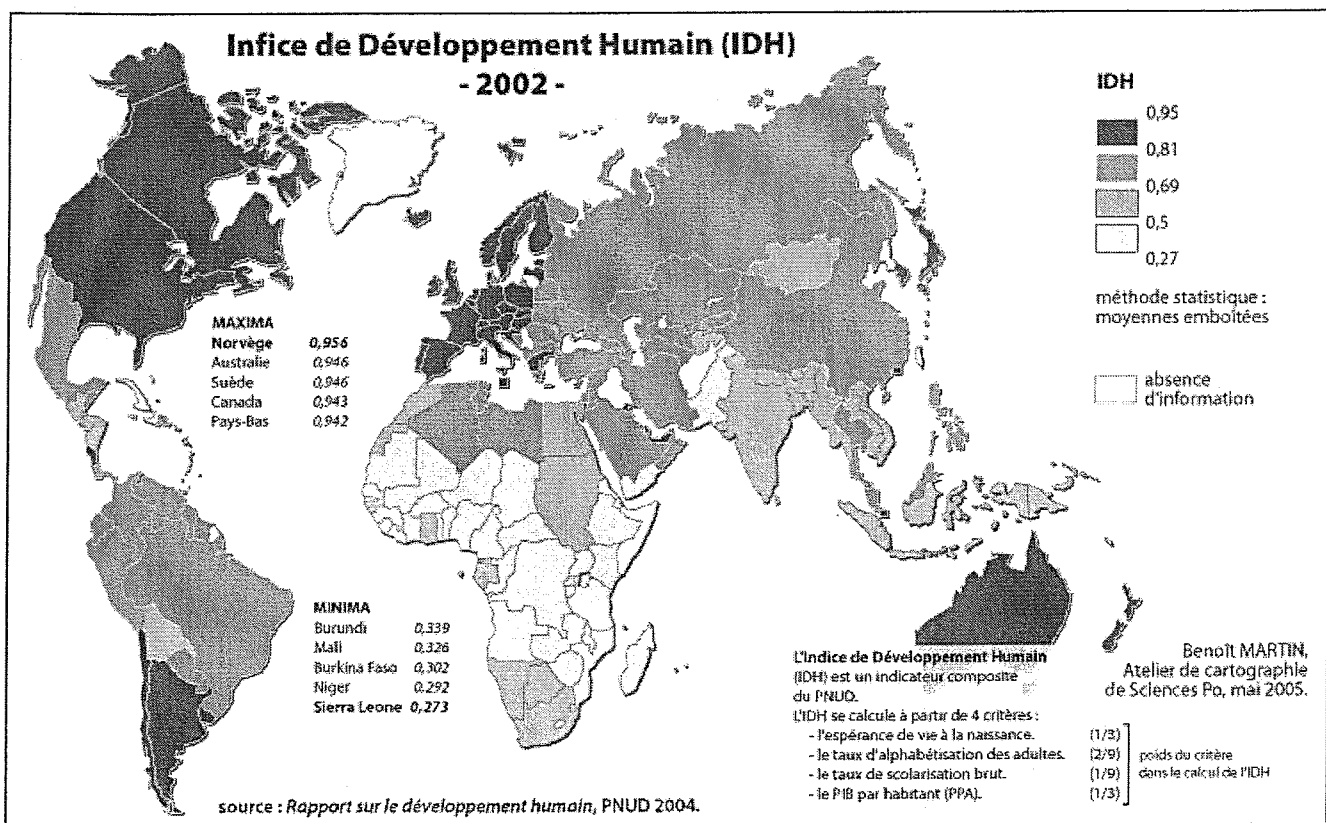 Infice de Développement Humain (IDH)
- 2002 -
IDH
0,95
0,81
0,69
0,5
0,27
méthode statistique :
moyennes emboîtées
absence
d'information
MAXIMA
Norvège 0,956
Australie 0,946
Suède 0,946
Canada 0,943
Pays-Bas 0,942
MINIMA
Burundi 0,339
Mali 0,326
Burkina Faso 0,302
Niger 0,292
Sierra Leone 0,273
L'Indice de Développement Humain
(IDH) est un indicateur composite
du PNUD.
L'IDH se calcule à partir de 4 critères :
- l'espérance de vie à la naissance. (1/3)
- le taux d'alphabétisation des adultes. (2/9)
- le taux de scolarisation brut. (1/9)
- le PIB par habitant (PPA). (1/3)
poids du critère
dans le calcul de l'IDH
Benoît MARTIN,
Atelier de cartographie
de Sciences Po, mai 2005.
source : Rapport sur le développement humain, PNUD 2004.